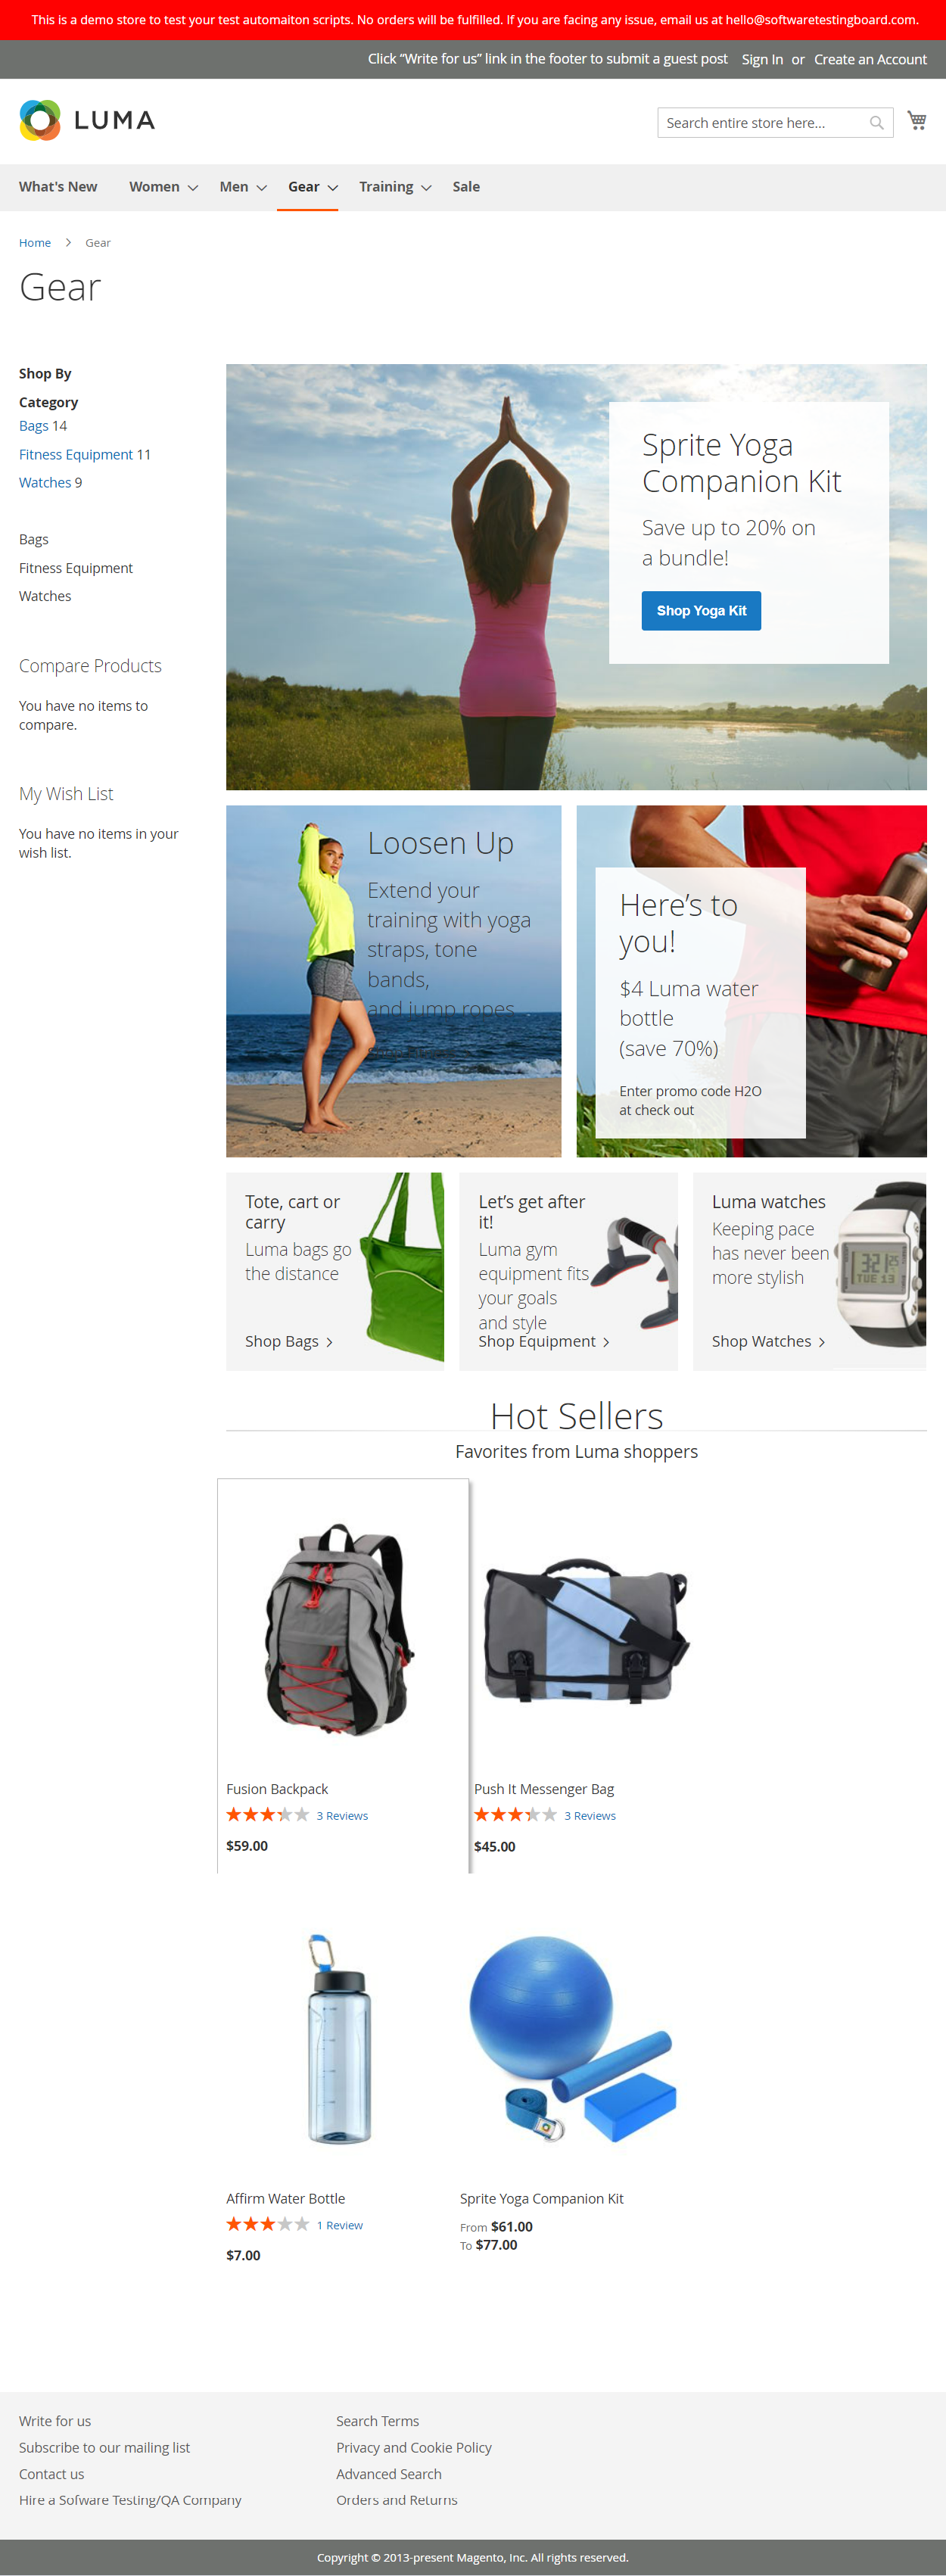 This is a demo store to test your test automaiton scripts. No orders will be fulfilled. If you are facing any issue, email us at hello@softwaretestingboard.com.
Click “Write for us” link in the footer to submit a guest post Sign In or Create an Account
LUMA
Search entire store here...
What's New Women Men Gear Training Sale
Home > Gear
Gear
Shop By
Category
Bags 14
Fitness Equipment 11
Watches 9
Bags
Fitness Equipment
Watches
Compare Products
You have no items to
compare.
My Wish List
You have no items in your
wish list.
Sprite Yoga
Companion Kit
Save up to 20% on
a bundle!
Shop Yoga Kit
Loosen Up
Extend your
training with yoga
straps, tone
bands,
and jump ropes
Here’s to
you!
$4 Luma water
bottle
(save 70%)
Enter promo code H2O
at check out
Tote, cart or
carry
Luma bags go
the distance
Shop Bags >
Let’s get after
it!
Luma gym
equipment fits
your goals
and style
Shop Equipment >
Luma watches
Keeping pace
has never been
more stylish
Shop Watches >
TUE 13
Hot Sellers
Favorites from Luma shoppers
Fusion Backpack
3 Reviews
$59.00
Push It Messenger Bag
3 Reviews
$45.00
Affirm Water Bottle
1 Review
$7.00
Sprite Yoga Companion Kit
From $61.00
To $77.00
Write for us
Subscribe to our mailing list
Contact us
Hire a Sofware Testing/QA Company
Search Terms
Privacy and Cookie Policy
Advanced Search
Orders and Returns
Copyright © 2013-present Magento, Inc. All rights reserved.